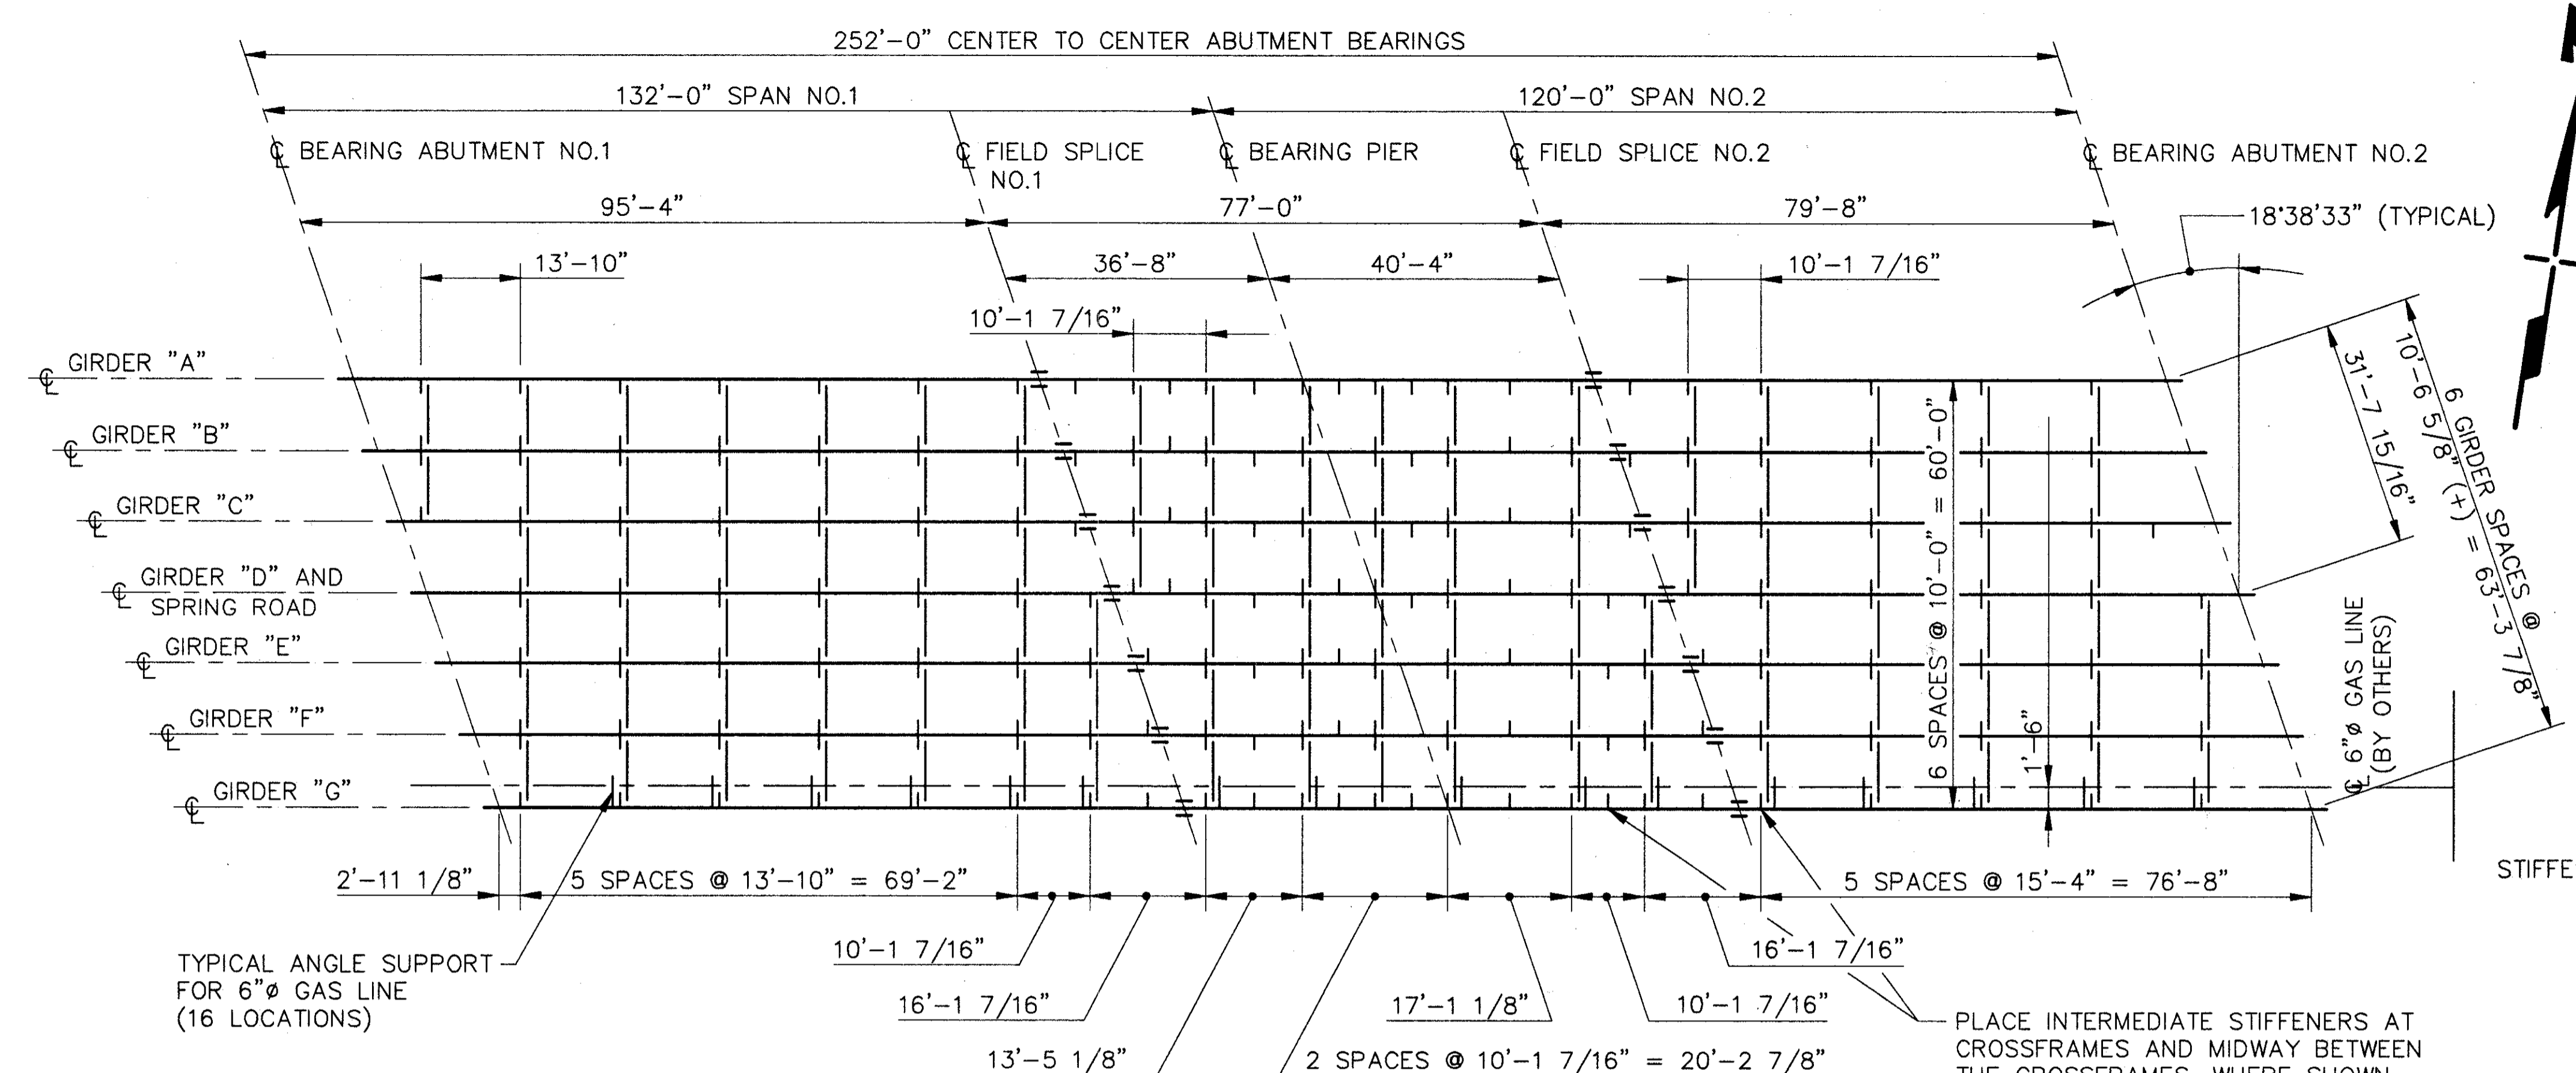 252'-0" CENTER TO CENTER ABUTMENT BEARINGS
132'-0" SPAN NO.1
120'-0" SPAN NO.2
℄ BEARING ABUTMENT NO.1
℄ FIELD SPLICE
NO.1
℄ BEARING PIER
℄ FIELD SPLICE NO.2
℄ BEARING ABUTMENT NO.2
95'-4"
77'-0"
79'-8"
18°38'33" (TYPICAL)
13'-10"
36'-8"
40'-4"
10'-1 7/16"
10'-1 7/16"
℄ GIRDER "A"
℄ GIRDER "B"
℄ GIRDER "C"
℄ GIRDER "D" AND
SPRING ROAD
℄ GIRDER "E"
℄ GIRDER "F"
℄ GIRDER "G"
6 SPACES @ 10'-0" = 60'-0"
1'-6"
31'-7 15/16"
6 GIRDER SPACES @
10'-6 5/8" (+) = 63'-3 7/8"
℄ 6"ø GAS LINE
(BY OTHERS)
STIFFE
2'-11 1/8"
5 SPACES @ 13'-10" = 69'-2"
5 SPACES @ 15'-4" = 76'-8"
TYPICAL ANGLE SUPPORT
FOR 6"ø GAS LINE
(16 LOCATIONS)
10'-1 7/16"
16'-1 7/16"
16'-1 7/16"
17'-1 1/8"
10'-1 7/16"
13'-5 1/8"
2 SPACES @ 10'-1 7/16" = 20'-2 7/8"
PLACE INTERMEDIATE STIFFENERS AT
CROSSFRAMES AND MIDWAY BETWEEN
THE CROSSFRAMES, WHERE SHOWN